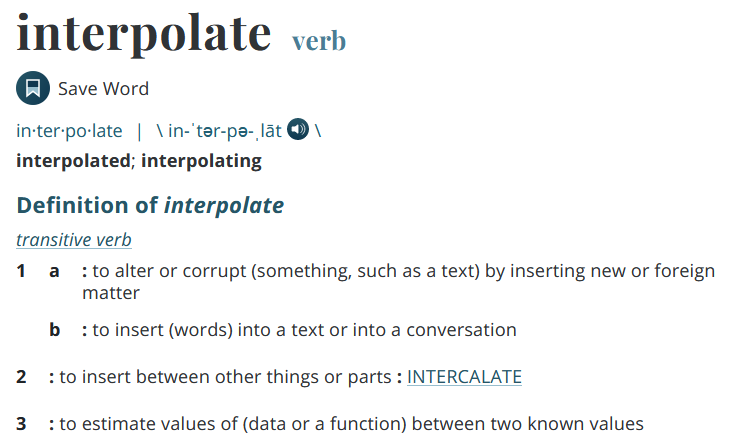 interpolate verb
Save Word
in·ter·po·late | \ in-ˈtər-pə-ˌlāt \
interpolated; interpolating
Definition of interpolate
transitive verb
1 a : to alter or corrupt (something, such as a text) by inserting new or foreign
matter
b : to insert (words) into a text or into a conversation
2 : to insert between other things or parts : INTERCALATE
3 : to estimate values of (data or a function) between two known values